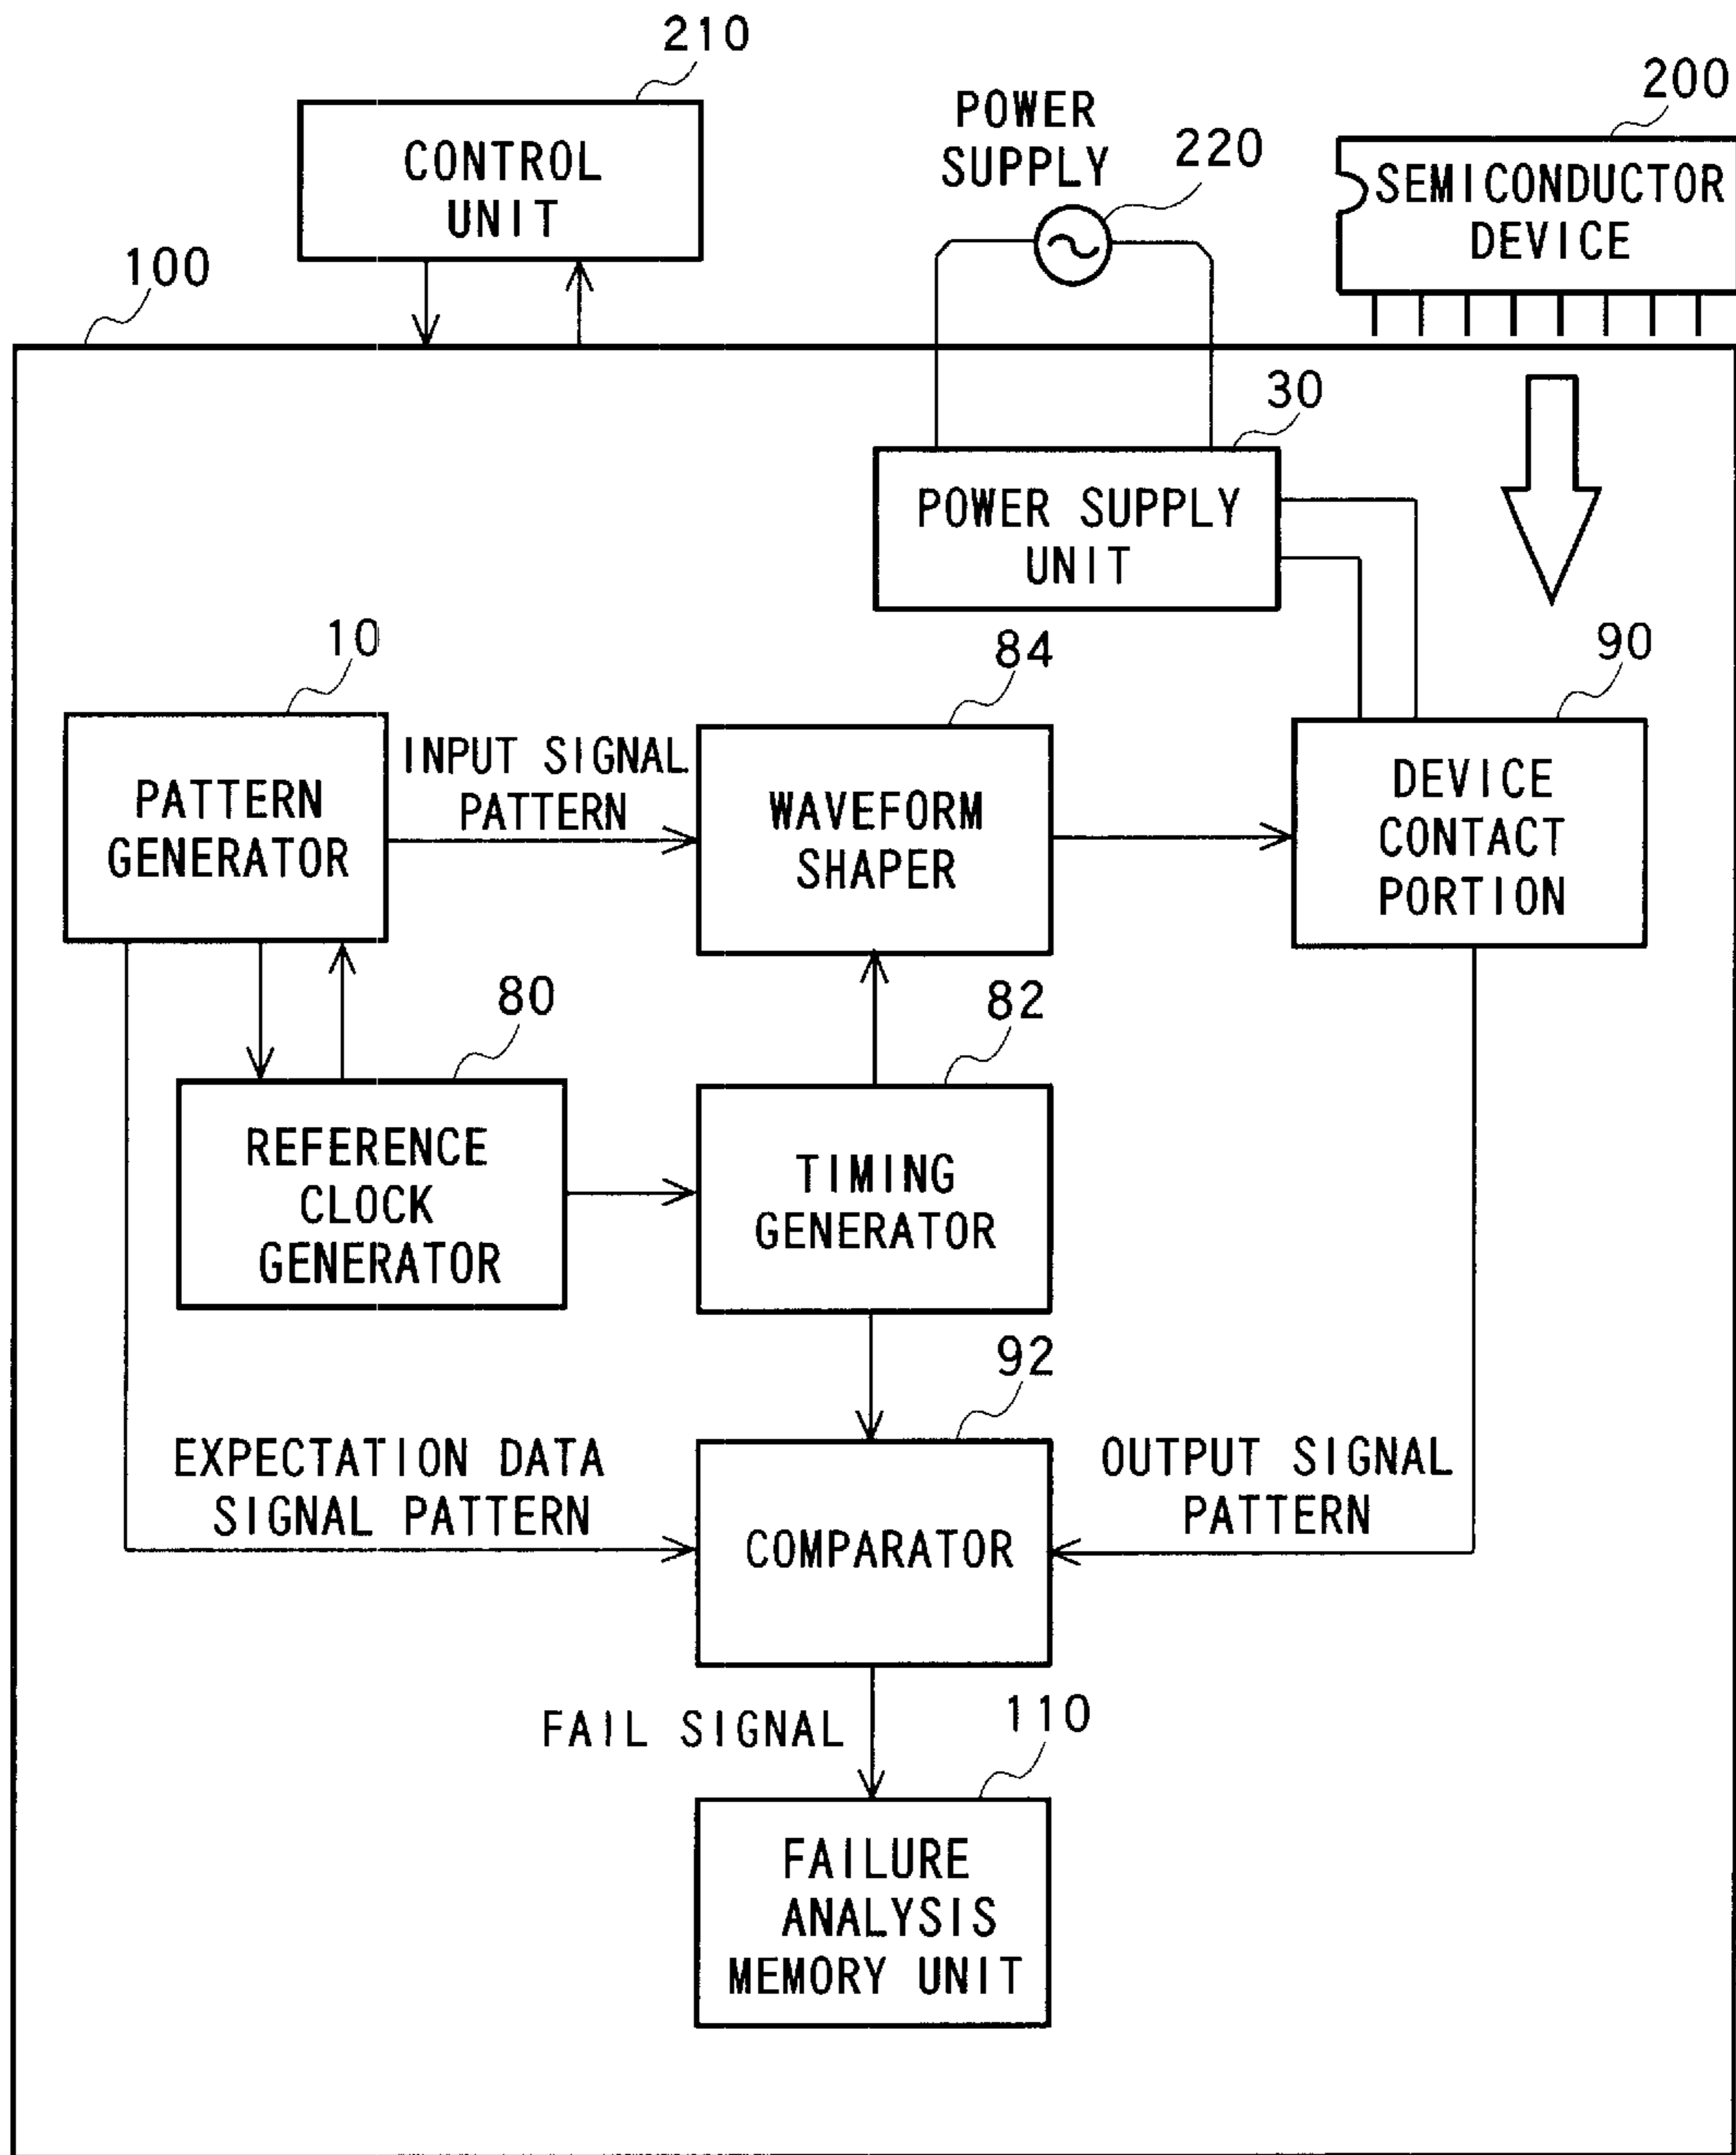 210
CONTROL
UNIT
POWER
SUPPLY
220
200
SEMICONDUCTOR
DEVICE
100
30
POWER SUPPLY
UNIT
10
84
90
PATTERN
GENERATOR
INPUT SIGNAL
PATTERN
WAVEFORM
SHAPER
DEVICE
CONTACT
PORTION
80
82
REFERENCE
CLOCK
GENERATOR
TIMING
GENERATOR
92
EXPECTATION DATA
SIGNAL PATTERN
COMPARATOR
OUTPUT SIGNAL
PATTERN
FAIL SIGNAL
110
FAILURE
ANALYSIS
MEMORY UNIT